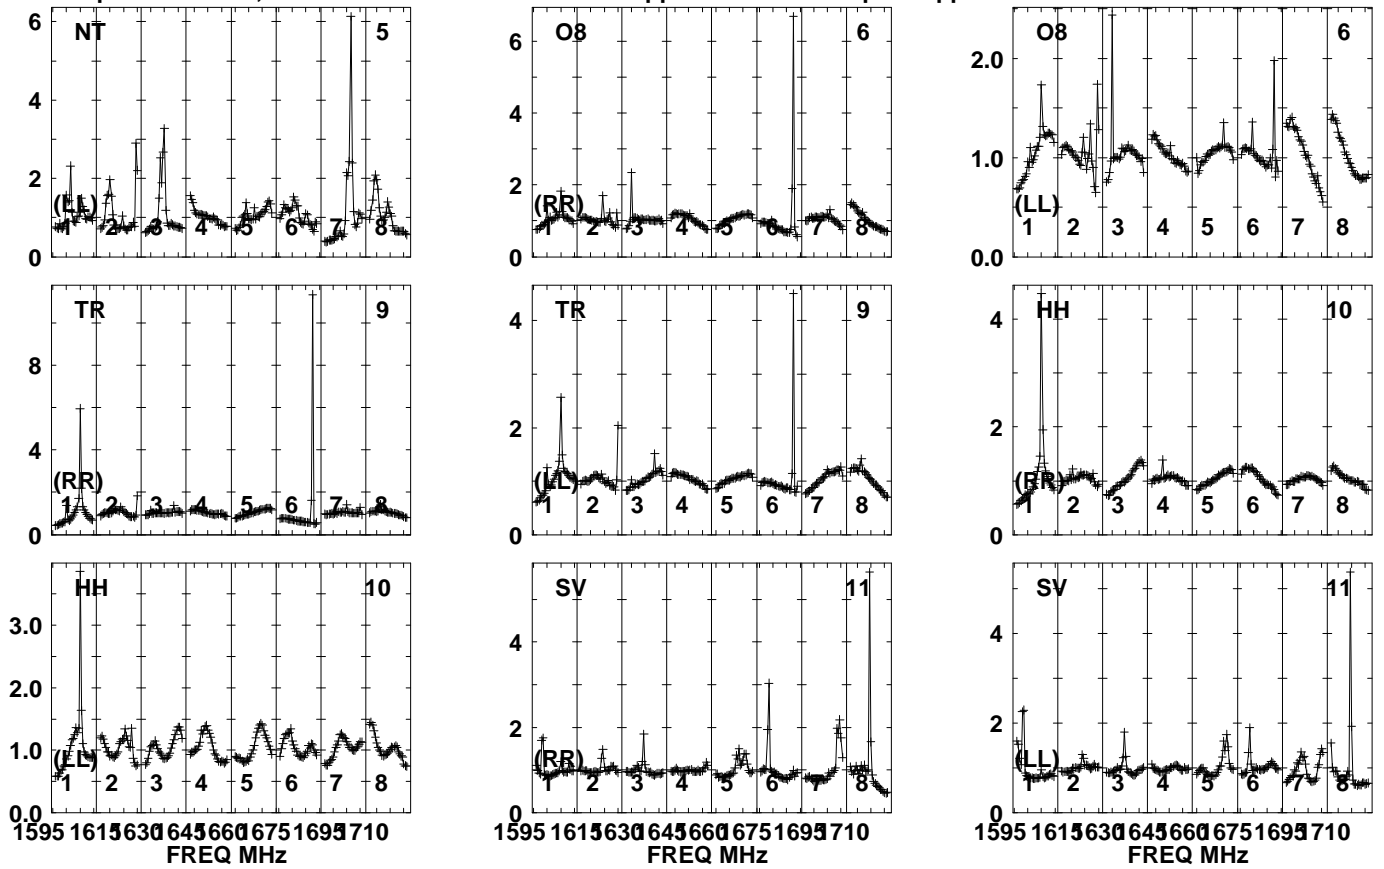 6 NT 5
4
2 (LL)
0 1 2 3 4 5 6 7 8
6 O8 6
4
2 (RR)
0 1 2 3 4 5 6 7 8
2.0 O8 6
1.0 (LL)
0.0 1 2 3 4 5 6 7 8
TR 9
8
4 (RR)
0 1 2 3 4 5 6 7 8
4 TR 9
2 (LL)
0 1 2 3 4 5 6 7 8
4 HH 10
2 (RR)
0 1 2 3 4 5 6 7 8
HH 10
3.0
2.0
1.0 (LL)
0.0 1 2 3 4 5 6 7 8
1595 1615 1630 1645 1660 1675 1695 1710
FREQ MHz
SV 11
4
2 (RR)
0 1 2 3 4 5 6 7 8
1595 1615 1630 1645 1660 1675 1695 1710
FREQ MHz
SV 11
4
2 (LL)
0 1 2 3 4 5 6 7 8
1595 1615 1630 1645 1660 1675 1695 1710
FREQ MHz